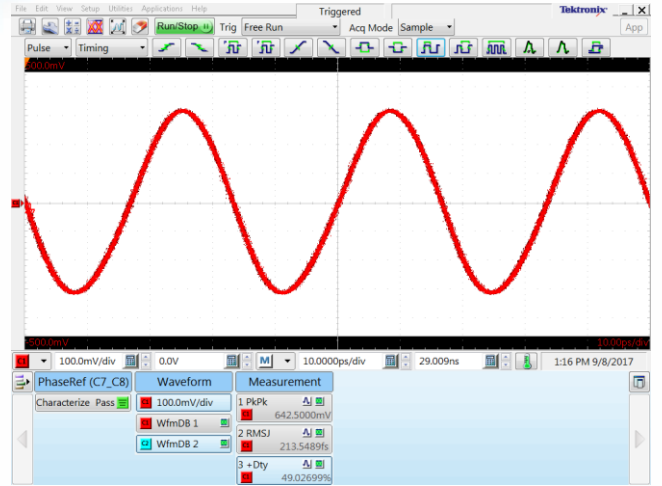 File Edit View Setup Utilities Applications Help Triggered Tektronix
Run/Stop Trig Free Run Acq Mode Sample App
Pulse Timing
500.0mV
-500.0mV 10.00ps/div
C1 100.0mV/div 0.0V M 10.0000ps/div 29.009ns 1:16 PM 9/8/2017
PhaseRef (C7_C8) Waveform Measurement
Characterize Pass C1 100.0mV/div 1 PkPk
642.5000mV
WfmDB 1 2 RMSJ
213.5489fs
WfmDB 2 3 +Dty
49.02699%